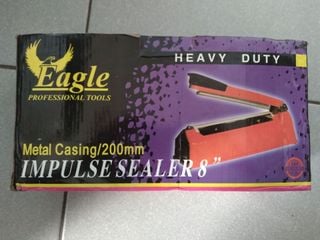 Eagle
PROFESSIONAL TOOLS
HEAVY DUTY
Metal Casing/200mm
IMPULSE SEALER 8"